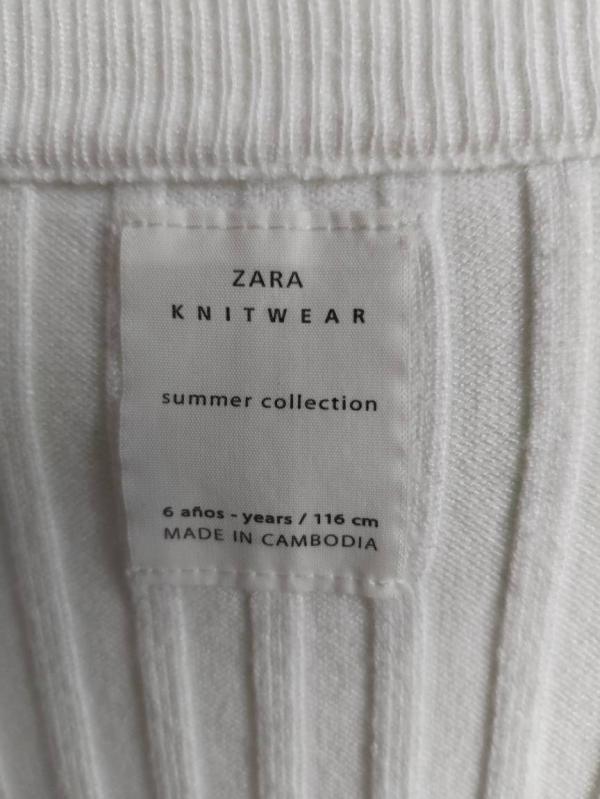 ZARA
KNITWEAR
summer collection
6 años - years / 116 cm
MADE IN CAMBODIA